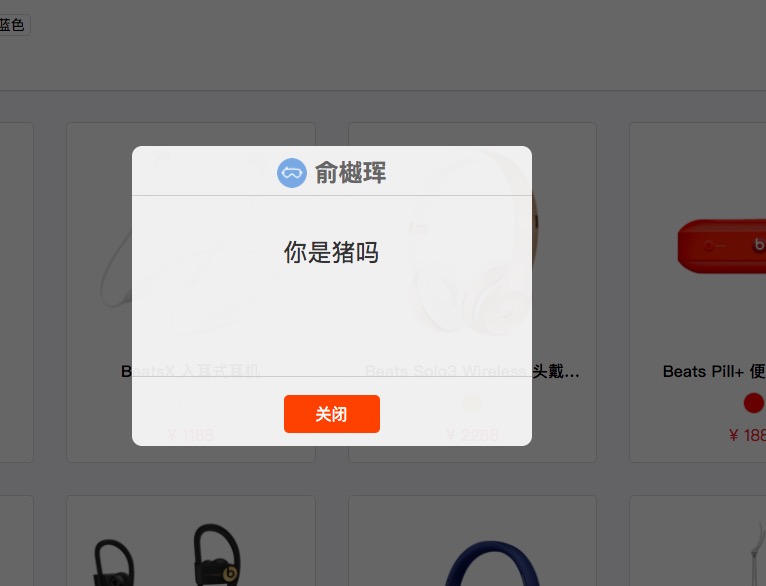 蓝色
俞樾珲
你是猪吗
BeatsX 入耳式耳机
Beats Solo3 Wireless 头戴...
Beats Pill+ 便
关闭
¥ 1188
¥ 2268
¥ 188